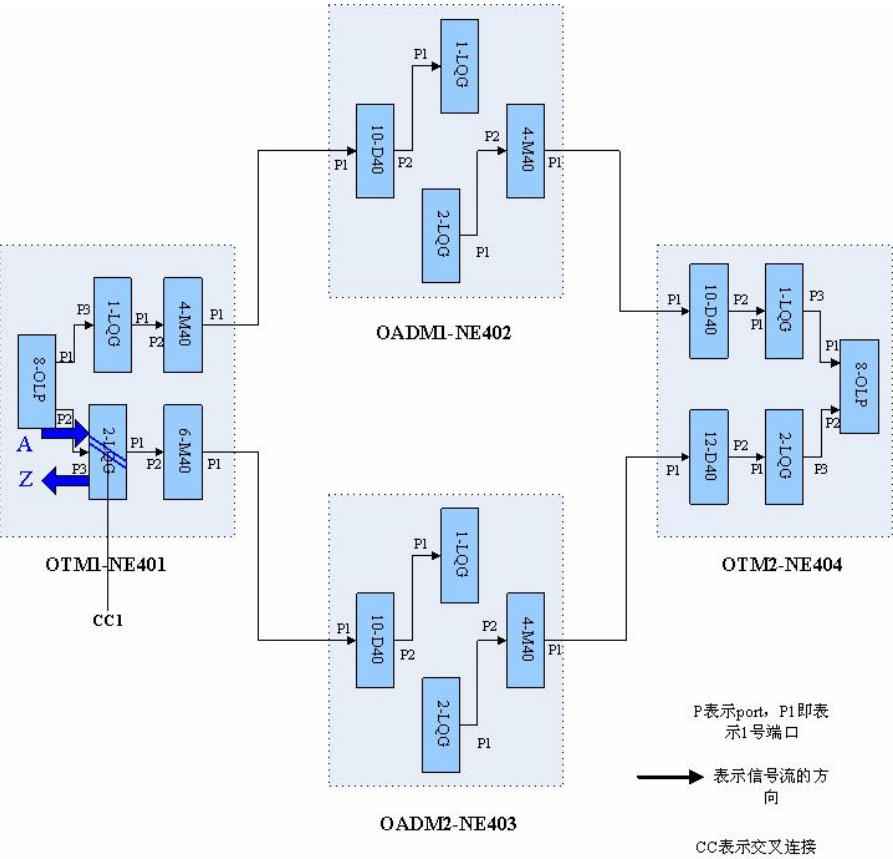 P1
1-LQG
10-D40
P1
P2
P2
4-M40
P1
2-LQG
P1
OADM1-NE402
8-OLP
P1
P3
1-LQG
P1
P2
4-M40
P1
P2
A
Z
P3
2-LQG
P1
P2
6-M40
P1
OTM1-NE401
CC1
P1
10-D40
P2
P1
1-LQG
P3
P1
8-OLP
P2
P1
12-D40
P2
P1
2-LQG
P3
OTM2-NE404
P1
1-LQG
P1
10-D40
P2
P2
4-M40
P1
2-LQG
P1
OADM2-NE403
P表示port，P1即表
示1号端口
表示信号流的方
向
CC表示交叉连接